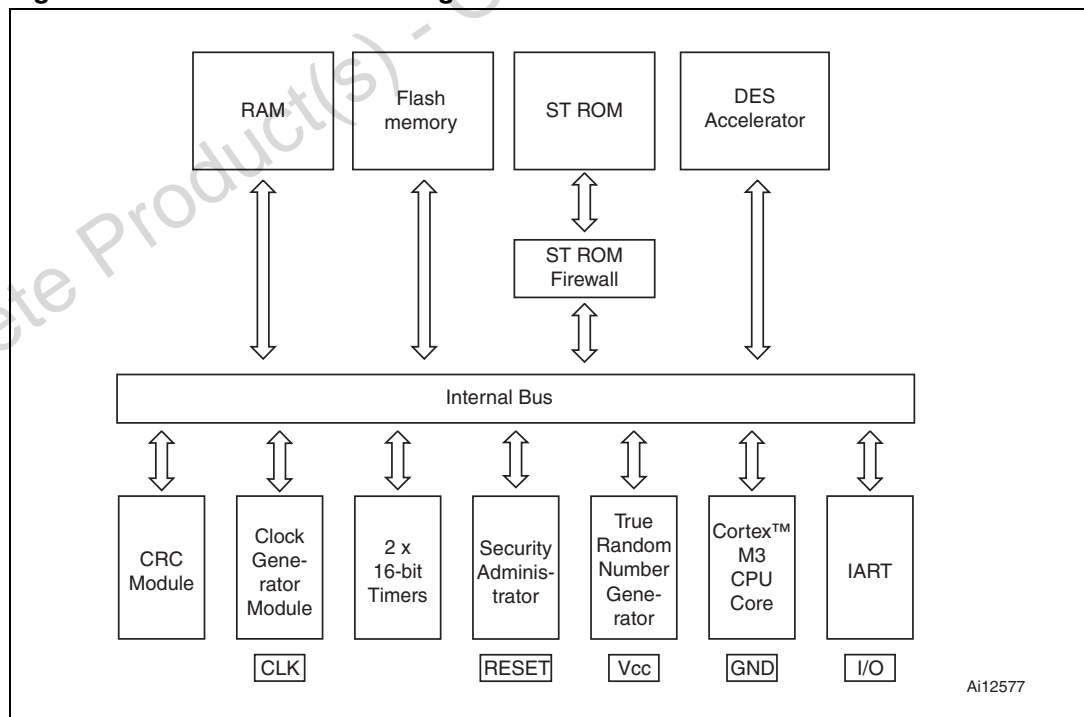 RAM
Flash
memory
ST ROM
DES
Accelerator
ST ROM
Firewall
Internal Bus
CRC
Module
Clock
Gene-
rator
Module
2 x
16-bit
Timers
Security
Adminis-
trator
True
Random
Number
Gene-
rator
Cortex™
M3
CPU
Core
IART
CLK
RESET
Vcc
GND
I/O
Ai12577
Product(s) -